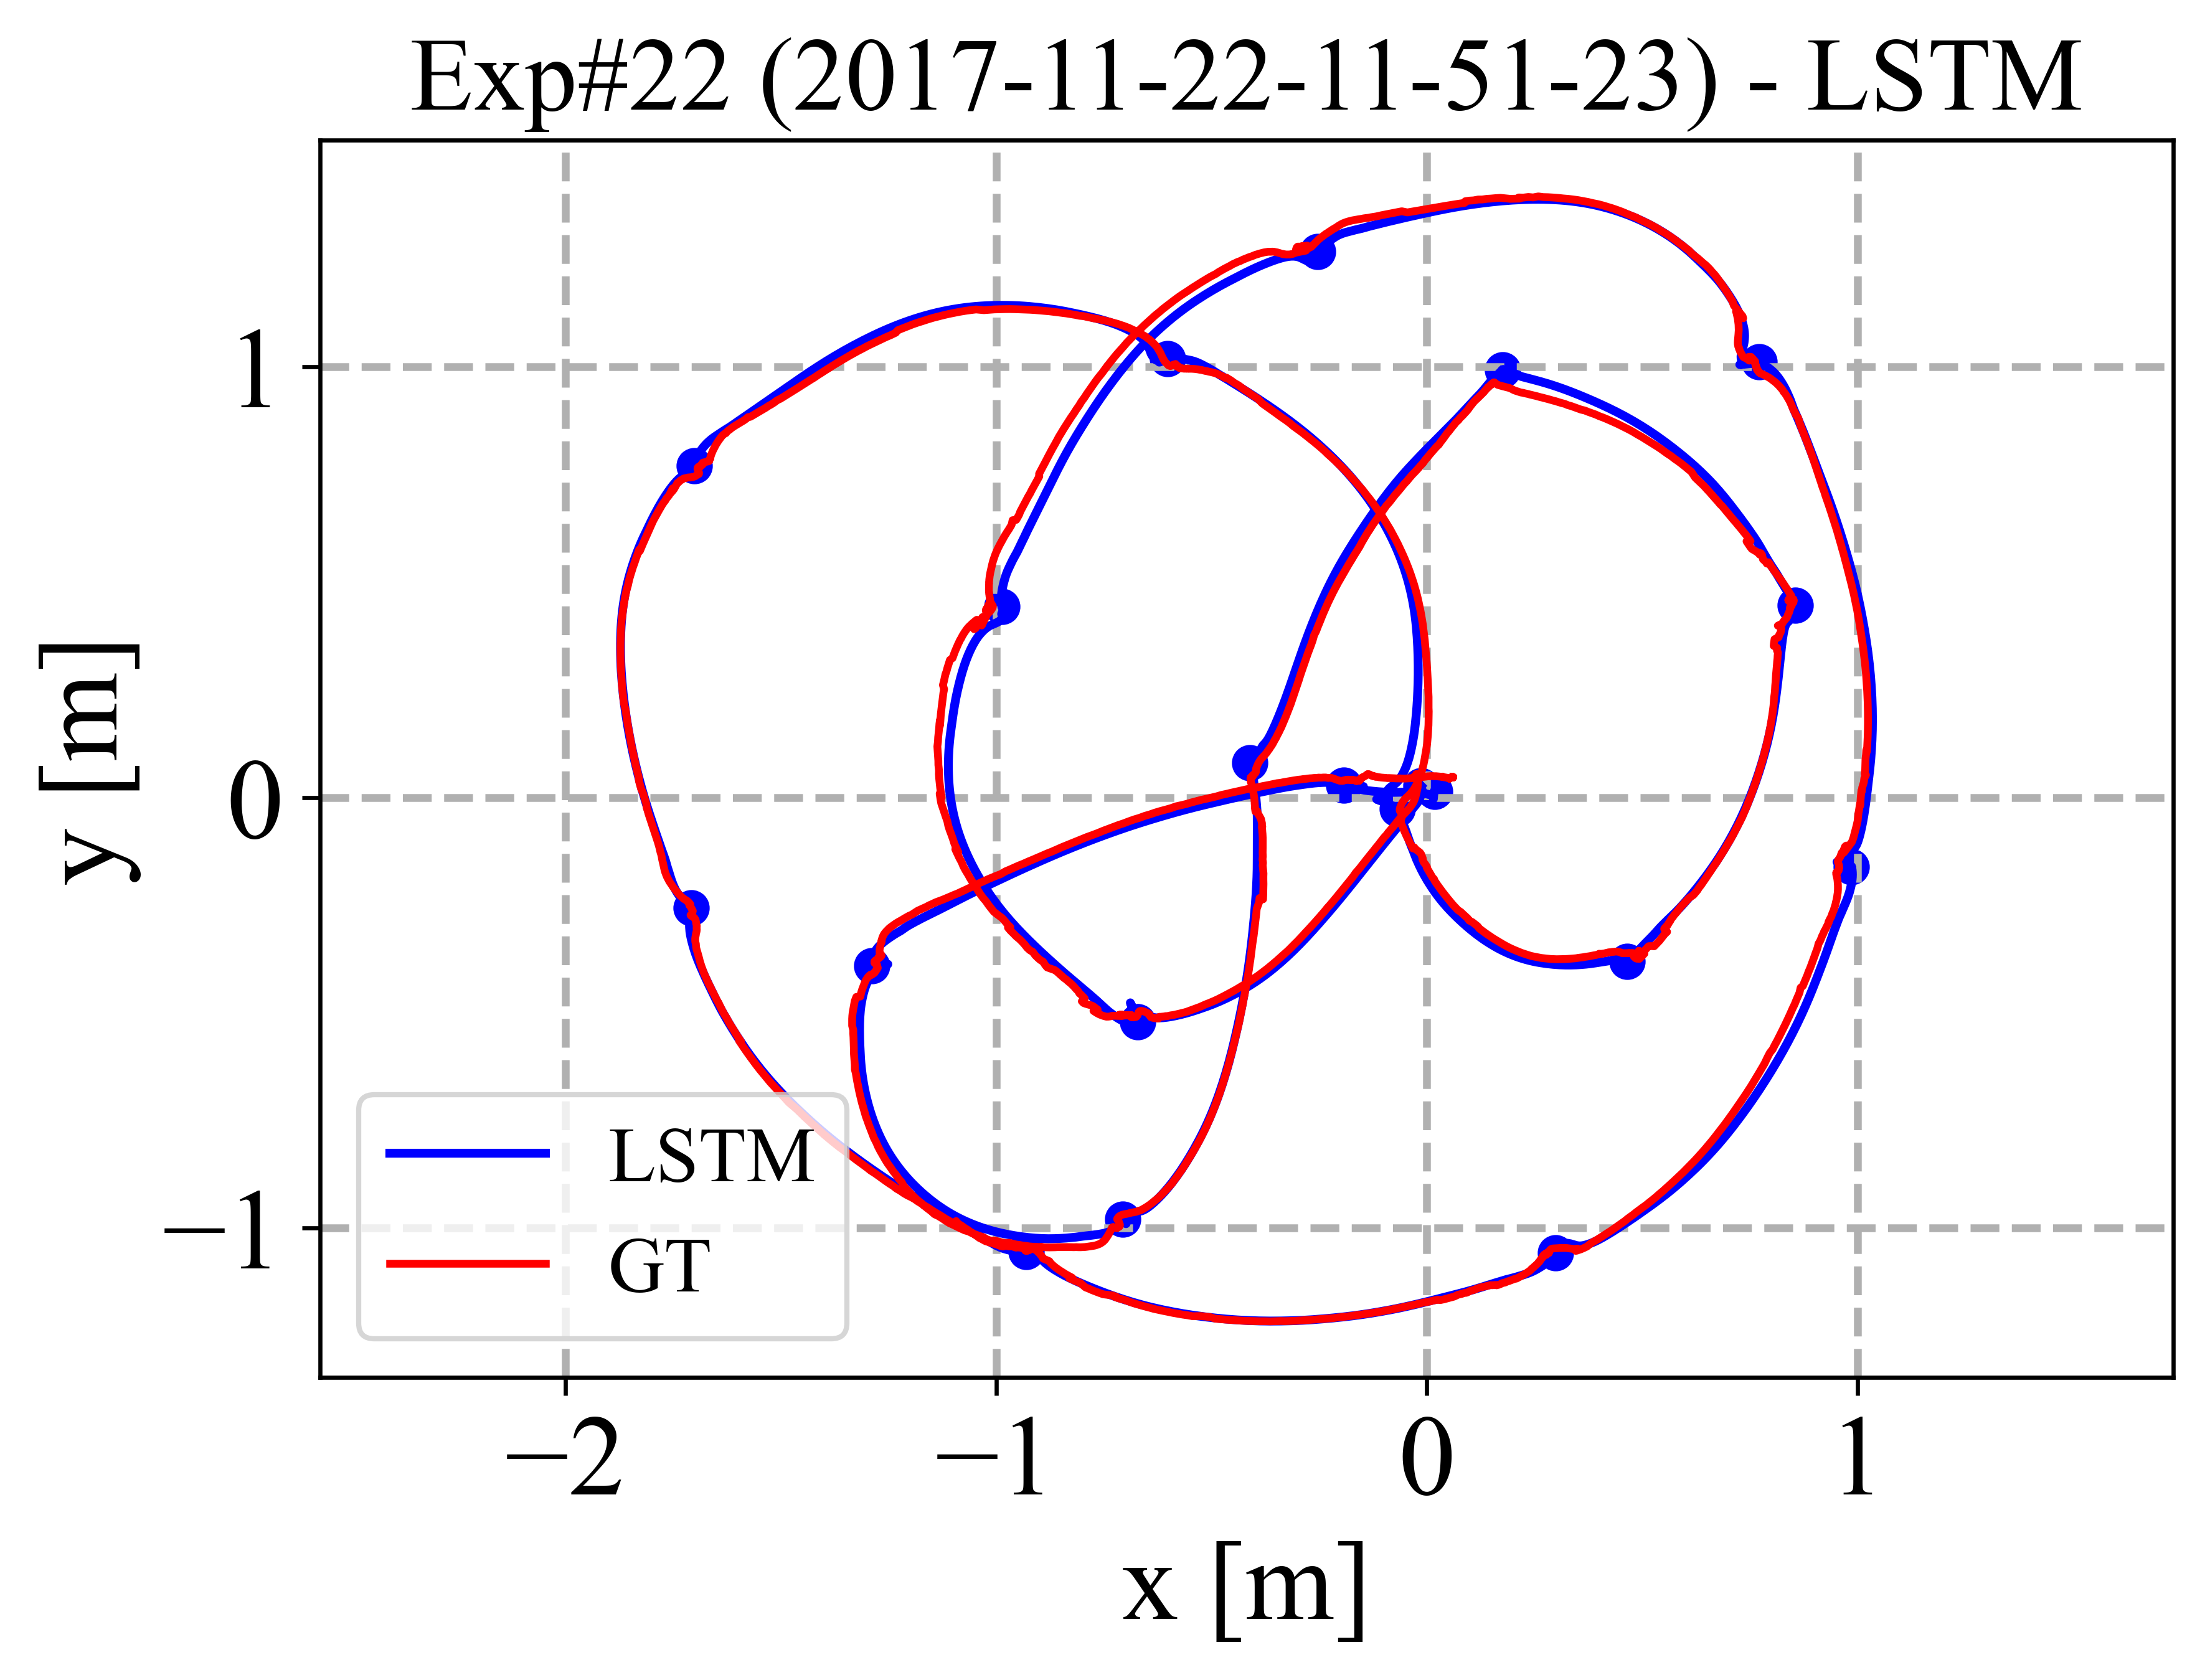 Exp#22 (2017-11-22-11-51-23) - LSTM
1
0
−1
y [m]
LSTM
GT
−2 −1 0 1
x [m]